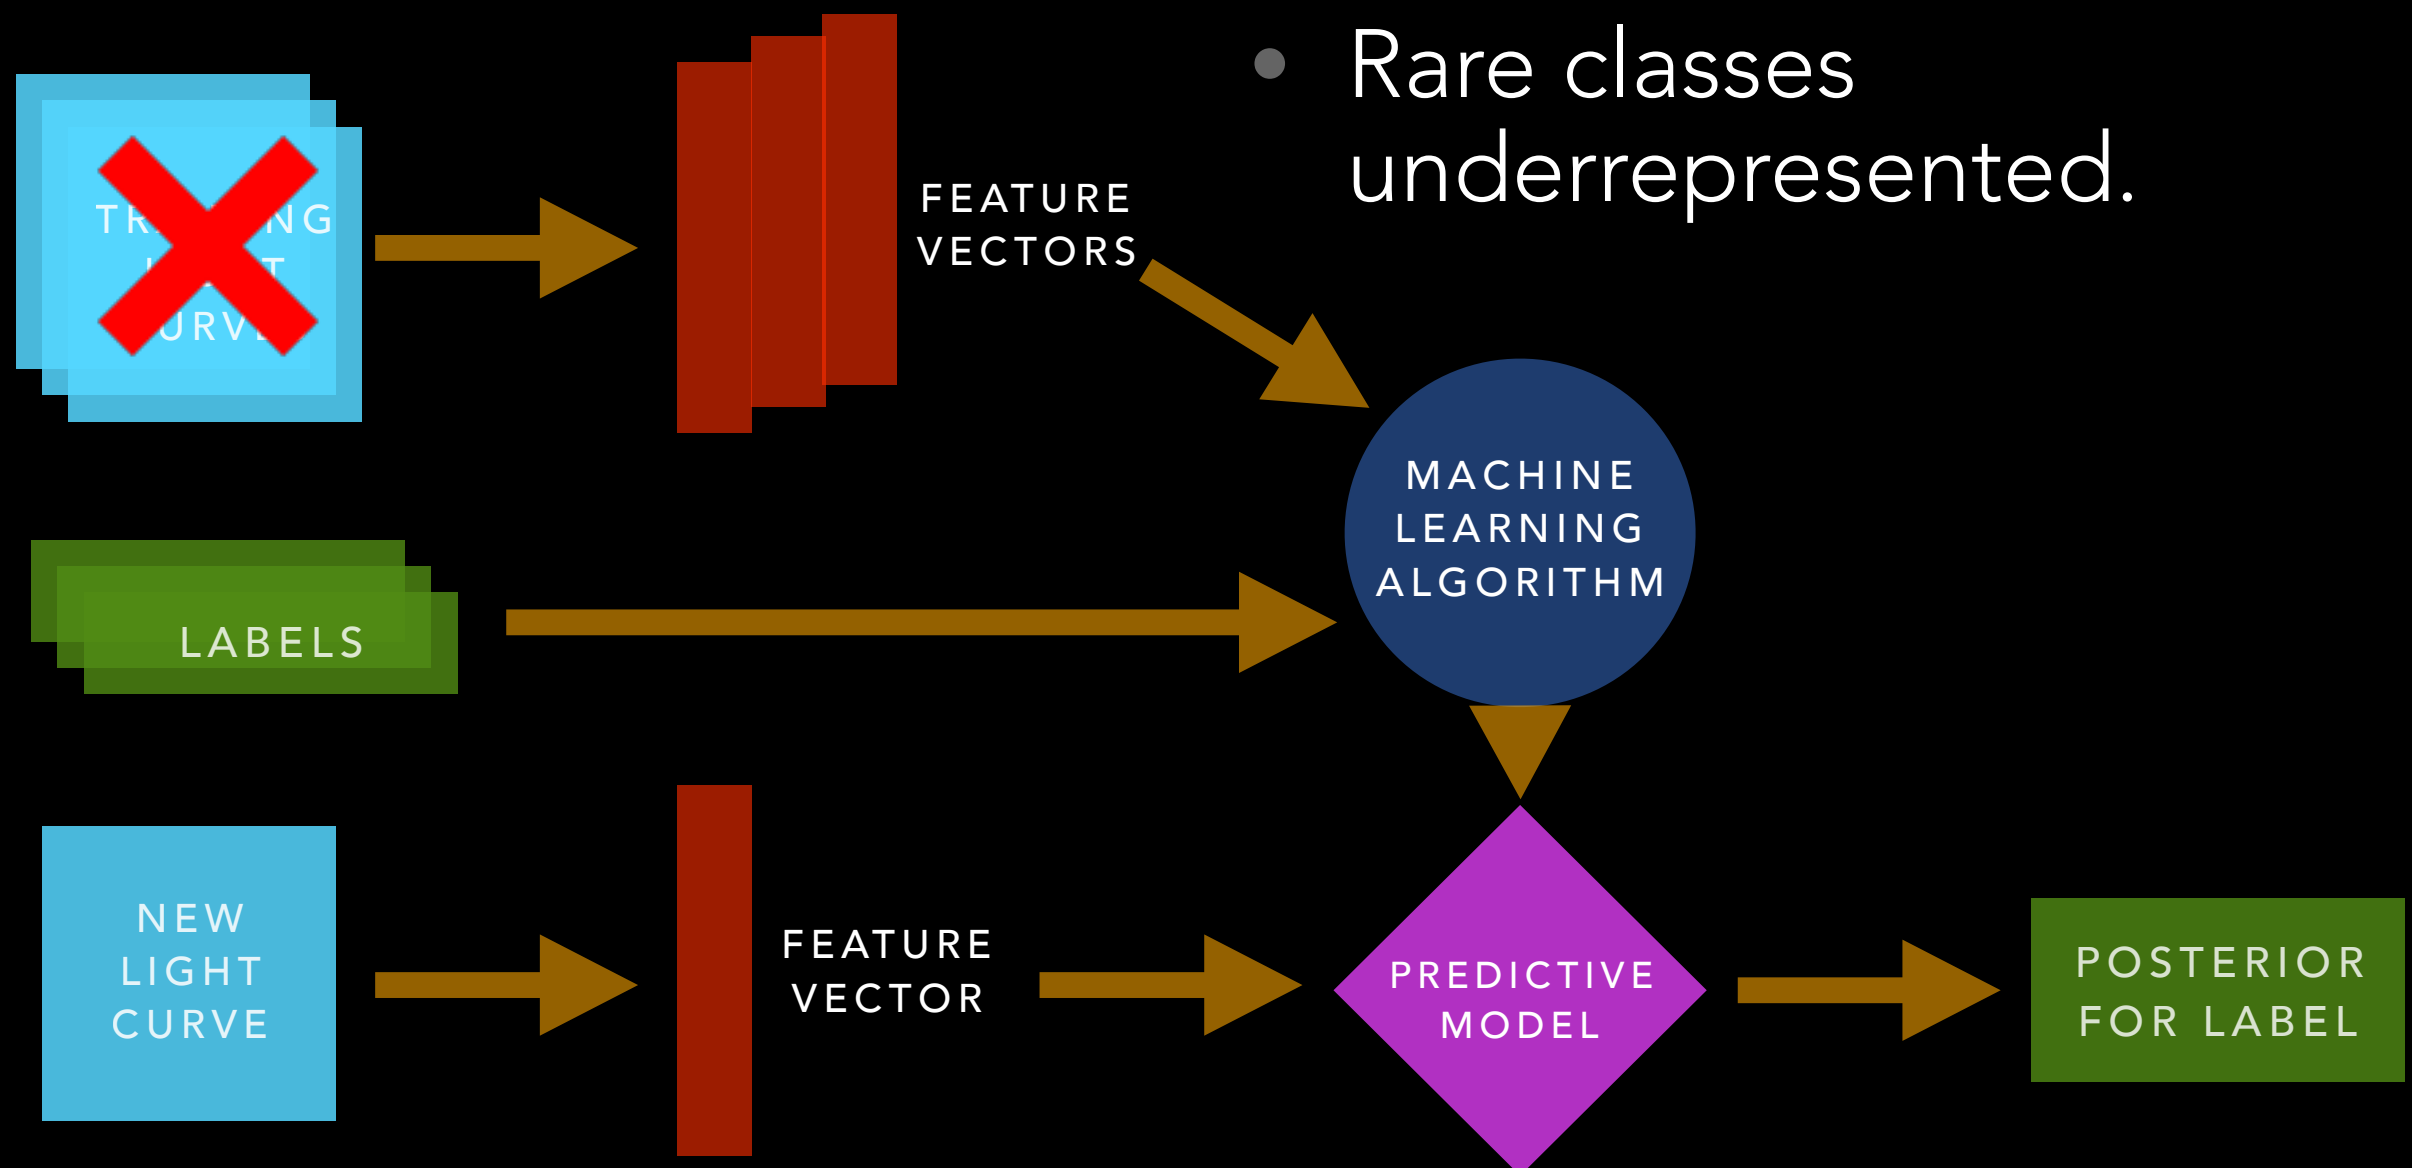 Rare classes
underrepresented.
FEATURE
VECTORS
MACHINE
LEARNING
ALGORITHM
LABELS
NEW
LIGHT
CURVE
FEATURE
VECTOR
PREDICTIVE
MODEL
POSTERIOR
FOR LABEL